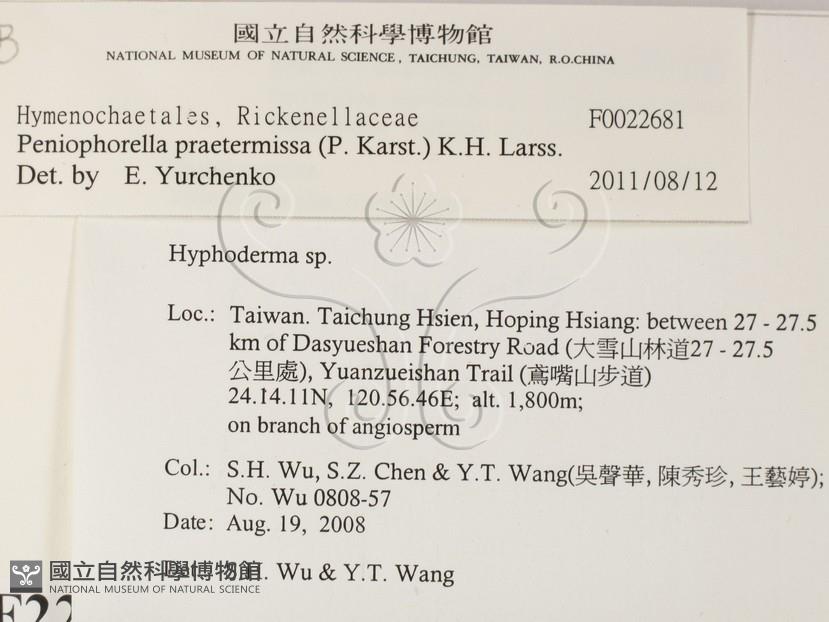 B
國立自然科學博物館
NATIONAL MUSEUM OF NATURAL SCIENCE, TAICHUNG, TAIWAN, R.O.CHINA
Hymenochaetales, Rickenellaceae F0022681
Peniophorella praetermissa (P. Karst.) K.H. Larss.
Det. by E. Yurchenko 2011/08/12
Hyphoderma sp.
Loc.: Taiwan. Taichung Hsien, Hoping Hsiang: between 27 - 27.5
km of Dasyueshan Forestry Road (大雪山林道27 - 27.5
公里處), Yuanzueishan Trail (鳶嘴山步道)
24.14.11N, 120.56.46E; alt. 1,800m;
on branch of angiosperm
Col.: S.H. Wu, S.Z. Chen & Y.T. Wang(吳聲華, 陳秀珍, 王藝婷);
No. Wu 0808-57
Date: Aug. 19, 2008
S.H. Wu & Y.T. Wang
國立自然科學博物館
NATIONAL MUSEUM OF NATURAL SCIENCE